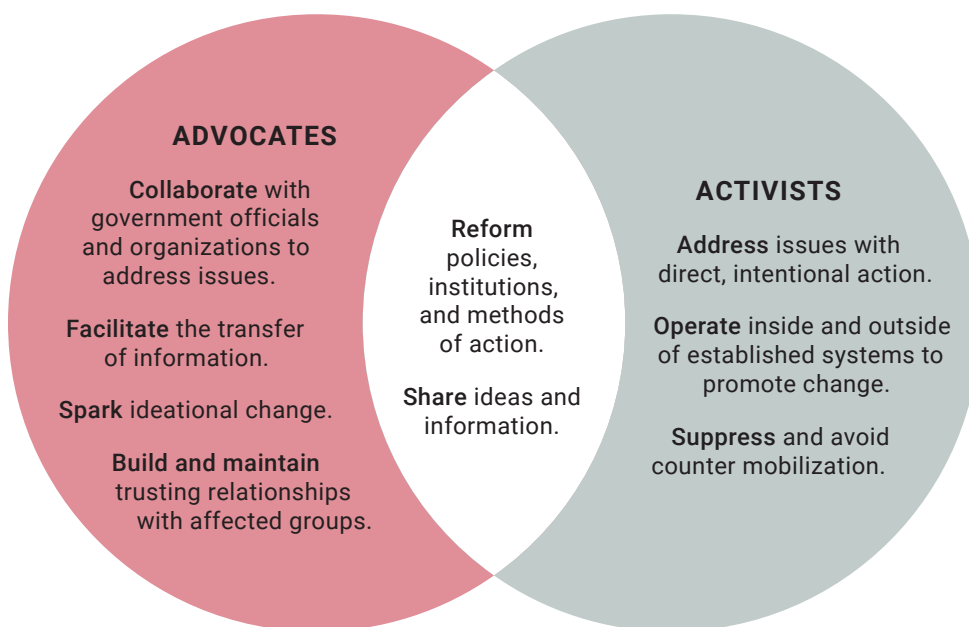 ADVOCATES
Collaborate with
government officials
and organizations to
address issues.
Facilitate the transfer
of information.
Spark ideational change.
Build and maintain
trusting relationships
with affected groups.
Reform
policies,
institutions,
and methods
of action.
Share ideas and
information.
ACTIVISTS
Address issues with
direct, intentional action.
Operate inside and outside
of established systems to
promote change.
Suppress and avoid
counter mobilization.